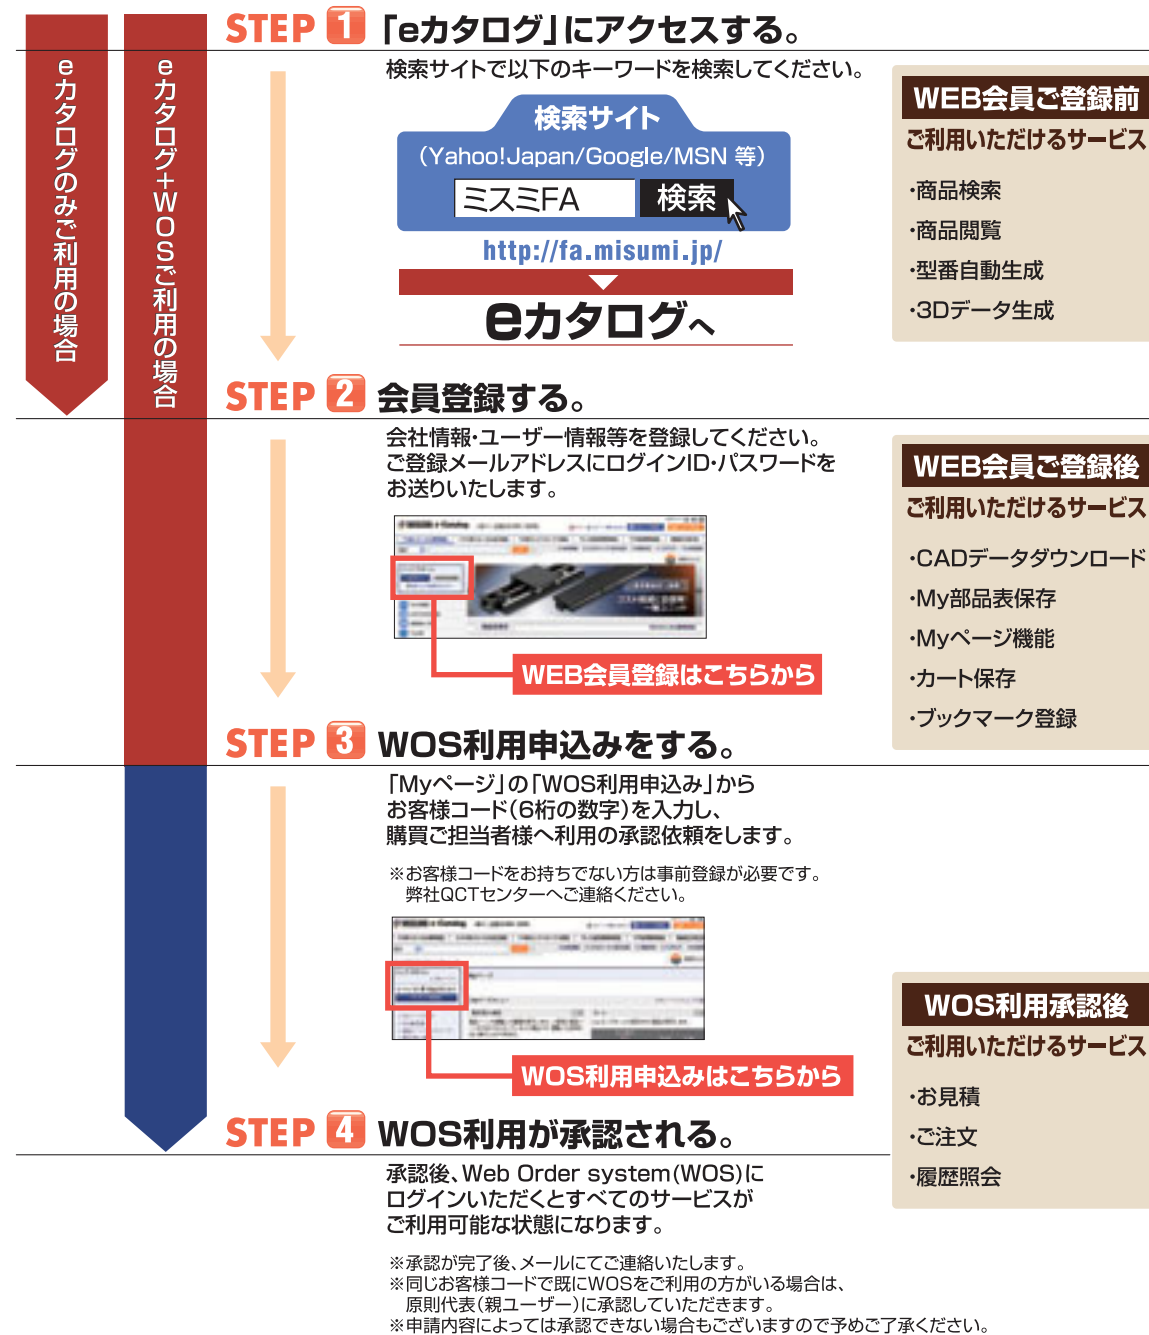 eカタログのみご利用の場合
eカタログ+WOSご利用の場合
STEP 1 「eカタログ」にアクセスする。
検索サイトで以下のキーワードを検索してください。
検索サイト
(Yahoo!Japan/Google/MSN 等)
ミスミFA 検索
http://fa.misumi.jp/
eカタログへ
WEB会員ご登録前
ご利用いただけるサービス
・商品検索
・商品閲覧
・型番自動生成
・3Dデータ生成
STEP 2 会員登録する。
会社情報・ユーザー情報等を登録してください。
ご登録メールアドレスにログインID・パスワードを
お送りいたします。
WEB会員登録はこちらから
WEB会員ご登録後
ご利用いただけるサービス
・CADデータダウンロード
・My部品表保存
・Myページ機能
・カート保存
・ブックマーク登録
STEP 3 WOS利用申込みをする。
「Myページ」の「WOS利用申込み」から
お客様コード(6桁の数字)を入力し、
購買ご担当者様へ利用の承認依頼をします。
※お客様コードをお持ちでない方は事前登録が必要です。
弊社QCTセンターへご連絡ください。
WOS利用申込みはこちらから
STEP 4 WOS利用が承認される。
承認後、Web Order system(WOS)に
ログインいただくとすべてのサービスが
ご利用可能な状態になります。
※承認が完了後、メールにてご連絡いたします。
※同じお客様コードで既にWOSをご利用の方がいる場合は、
原則代表(親ユーザー)に承認していただきます。
※申請内容によっては承認できない場合もございますので予めご了承ください。
WOS利用承認後
ご利用いただけるサービス
・お見積
・ご注文
・履歴照会